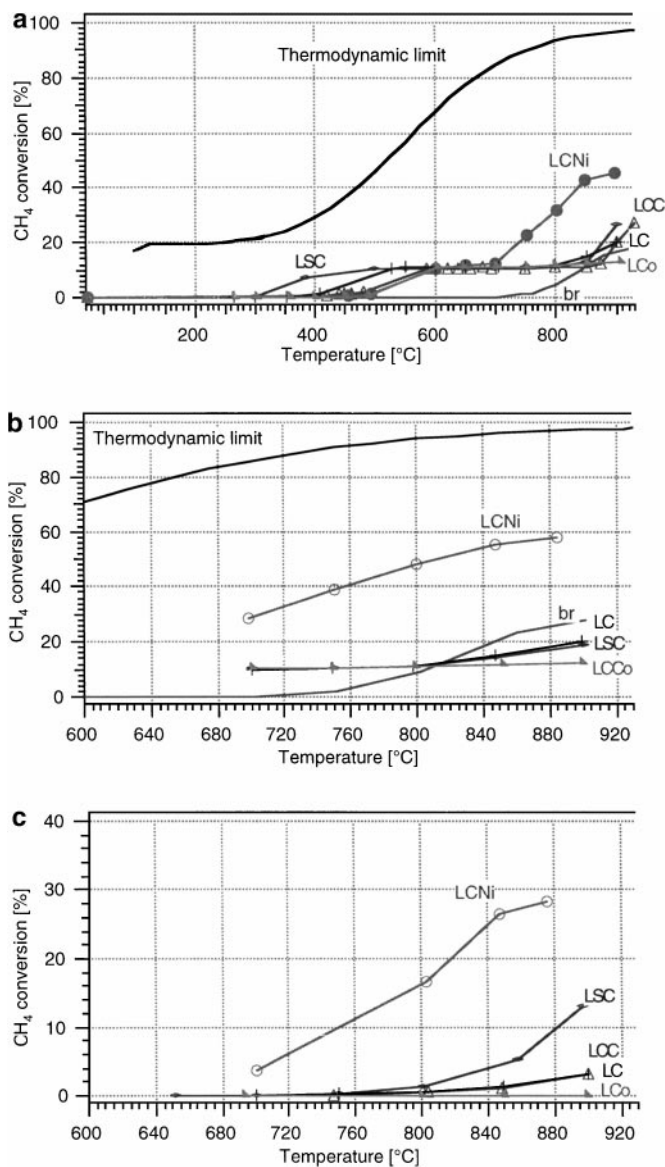 a
100
80
60
40
20
0
CH4 conversion [%]
Thermodynamic limit
LCNi
LCC
LC
LCo
LSC
br
200 400 600 800
Temperature [°C]
b
100
80
60
40
20
0
CH4 conversion [%]
Thermodynamic limit
LCNi
br
LC
LSC
LCCo
600 640 680 720 760 800 840 880 920
Temperature [°C]
c
40
30
20
10
0
CH4 conversion [%]
LCNi
LSC
LCC
LC
LCo
600 640 680 720 760 800 840 880 920
Temperature [°C]